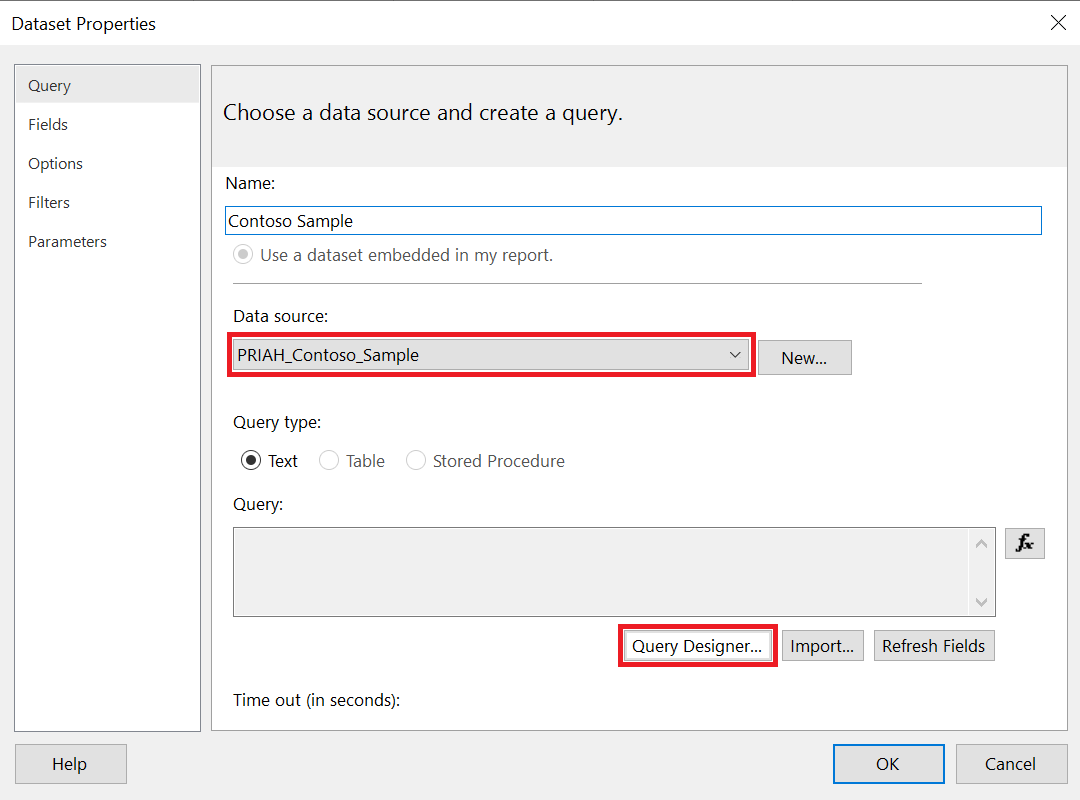 Dataset Properties
Query
Fields
Options
Filters
Parameters
Choose a data source and create a query.
Name:
Contoso Sample
Use a dataset embedded in my report.
Data source:
PRIAH_Contoso_Sample
New...
Query type:
Text Table Stored Procedure
Query:
fx
Query Designer... Import... Refresh Fields
Time out (in seconds):
Help OK Cancel